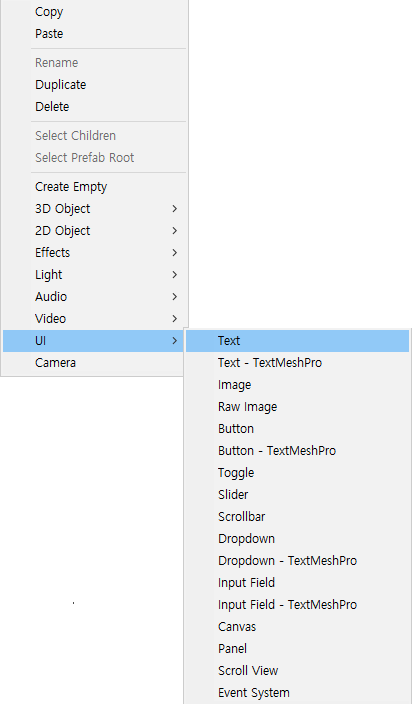 Copy
Paste
Rename
Duplicate
Delete
Select Children
Select Prefab Root
Create Empty
3D Object
2D Object
Effects
Light
Audio
Video
UI
Camera
Text
Text - TextMeshPro
Image
Raw Image
Button
Button - TextMeshPro
Toggle
Slider
Scrollbar
Dropdown
Dropdown - TextMeshPro
Input Field
Input Field - TextMeshPro
Canvas
Panel
Scroll View
Event System